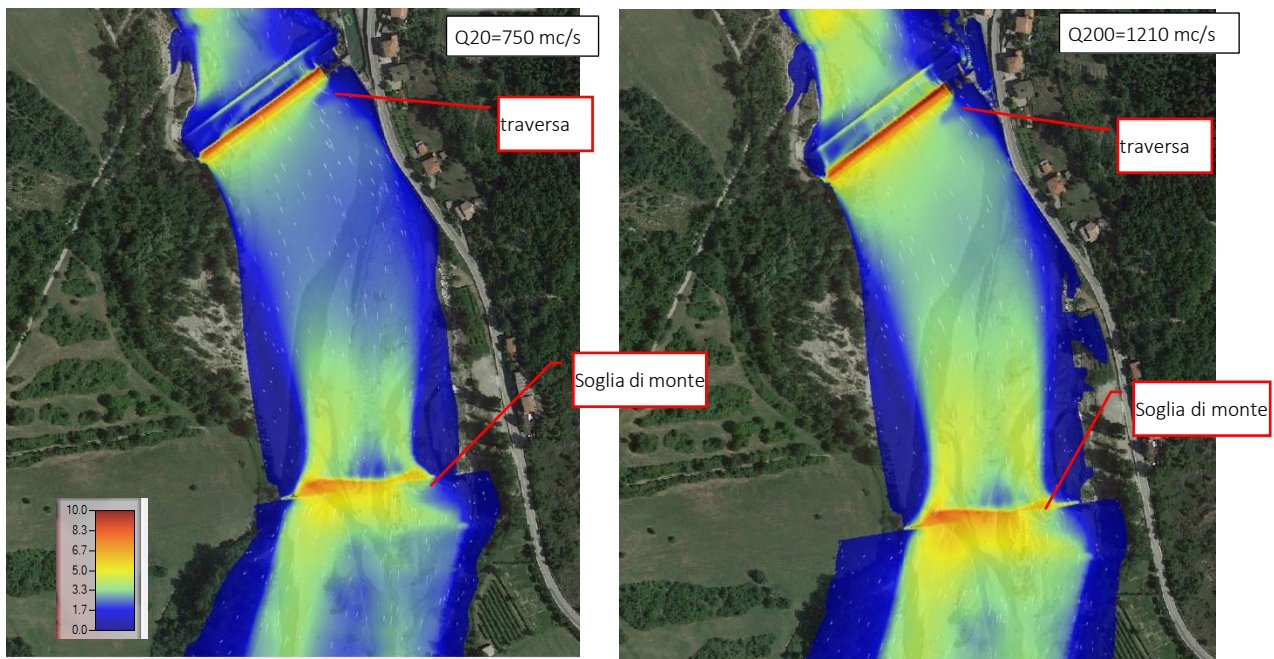 Q20=750 mc/s
Q200=1210 mc/s
traversa
traversa
Soglia di monte
Soglia di monte
10.0
8.3
6.7
5.0
3.3
1.7
0.0